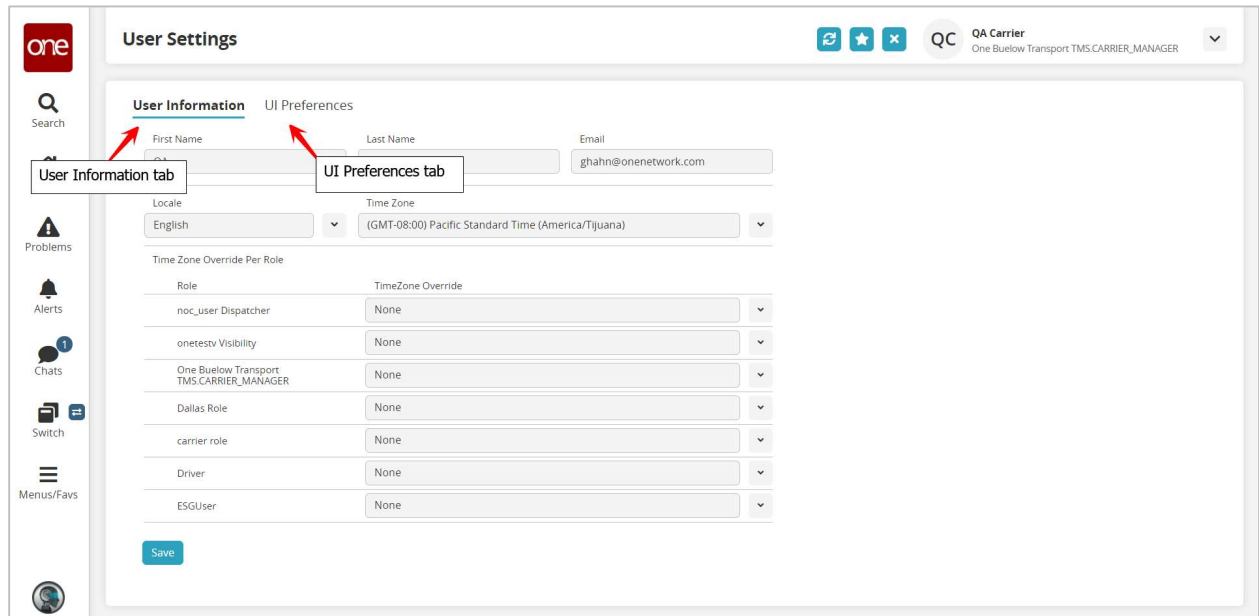 one
User Settings
QC
QA Carrier
One Buelow Transport TMS.CARRIER_MANAGER
Search
Problems
Alerts
1
Chats
Switch
Menus/Favs
User Information UI Preferences
First Name Last Name Email
ghahn@onenetwork.com
User Information tab
UI Preferences tab
Locale Time Zone
English (GMT-08:00) Pacific Standard Time (America/Tijuana)
Time Zone Override Per Role
Role TimeZone Override
noc_user Dispatcher None
onetestv Visibility None
One Buelow Transport
TMS.CARRIER_MANAGER None
Dallas Role None
carrier role None
Driver None
ESGUser None
Save